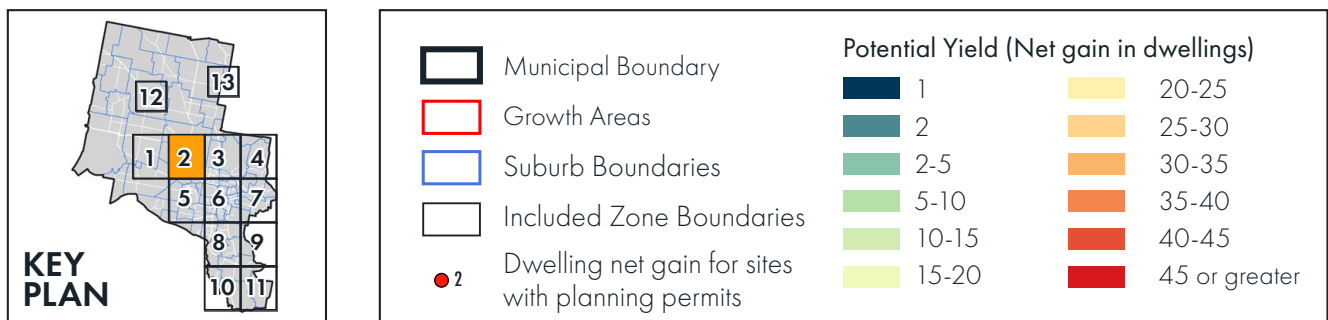 13
12
1 2 3 4
5 6 7
8 9
10 11
KEY
PLAN
Municipal Boundary
Growth Areas
Suburb Boundaries
Included Zone Boundaries
2 Dwelling net gain for sites
with planning permits
Potential Yield (Net gain in dwellings)
1
2
2-5
5-10
10-15
15-20
20-25
25-30
30-35
35-40
40-45
45 or greater